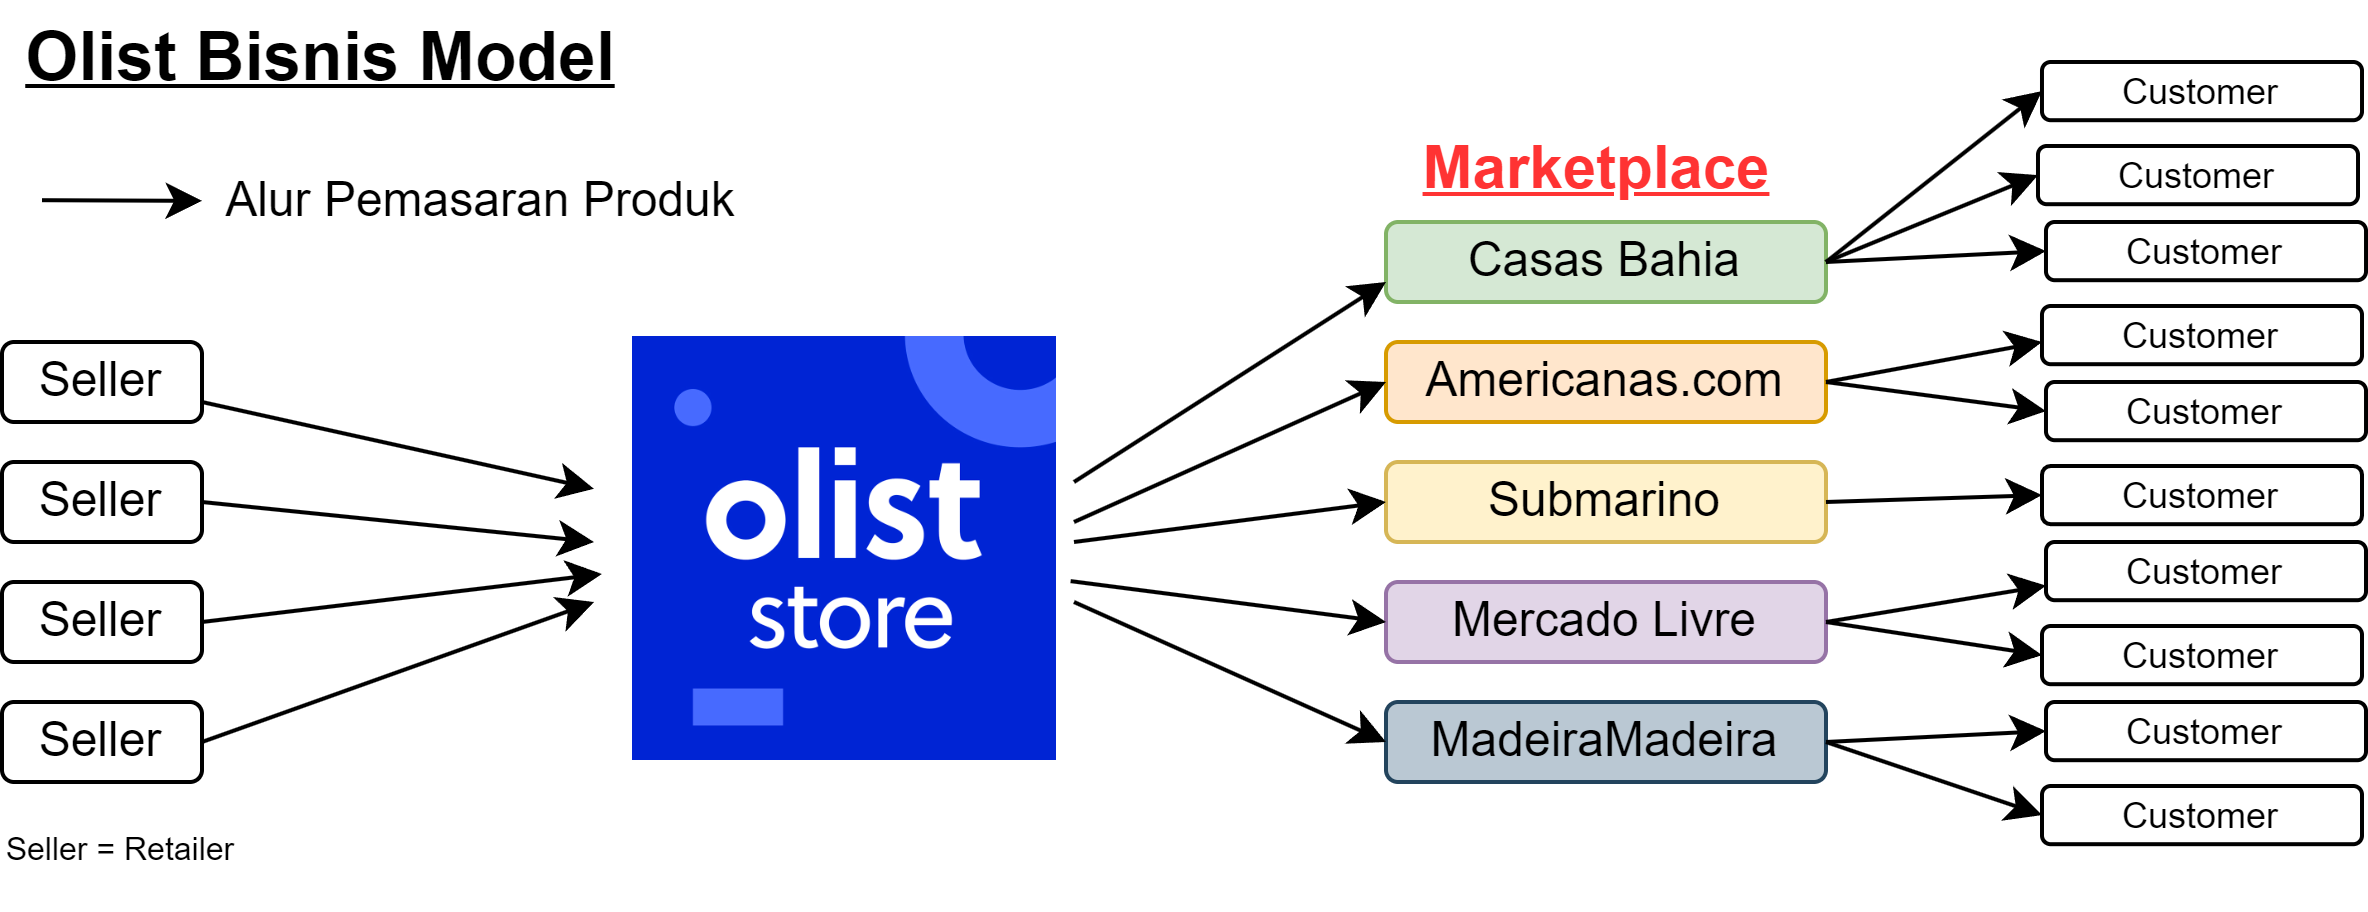 Olist Bisnis Model
Alur Pemasaran Produk
Seller
Seller
Seller
Seller
Seller = Retailer
olist
store
Marketplace
Casas Bahia
Americanas.com
Submarino
Mercado Livre
MadeiraMadeira
Customer
Customer
Customer
Customer
Customer
Customer
Customer
Customer
Customer
Customer